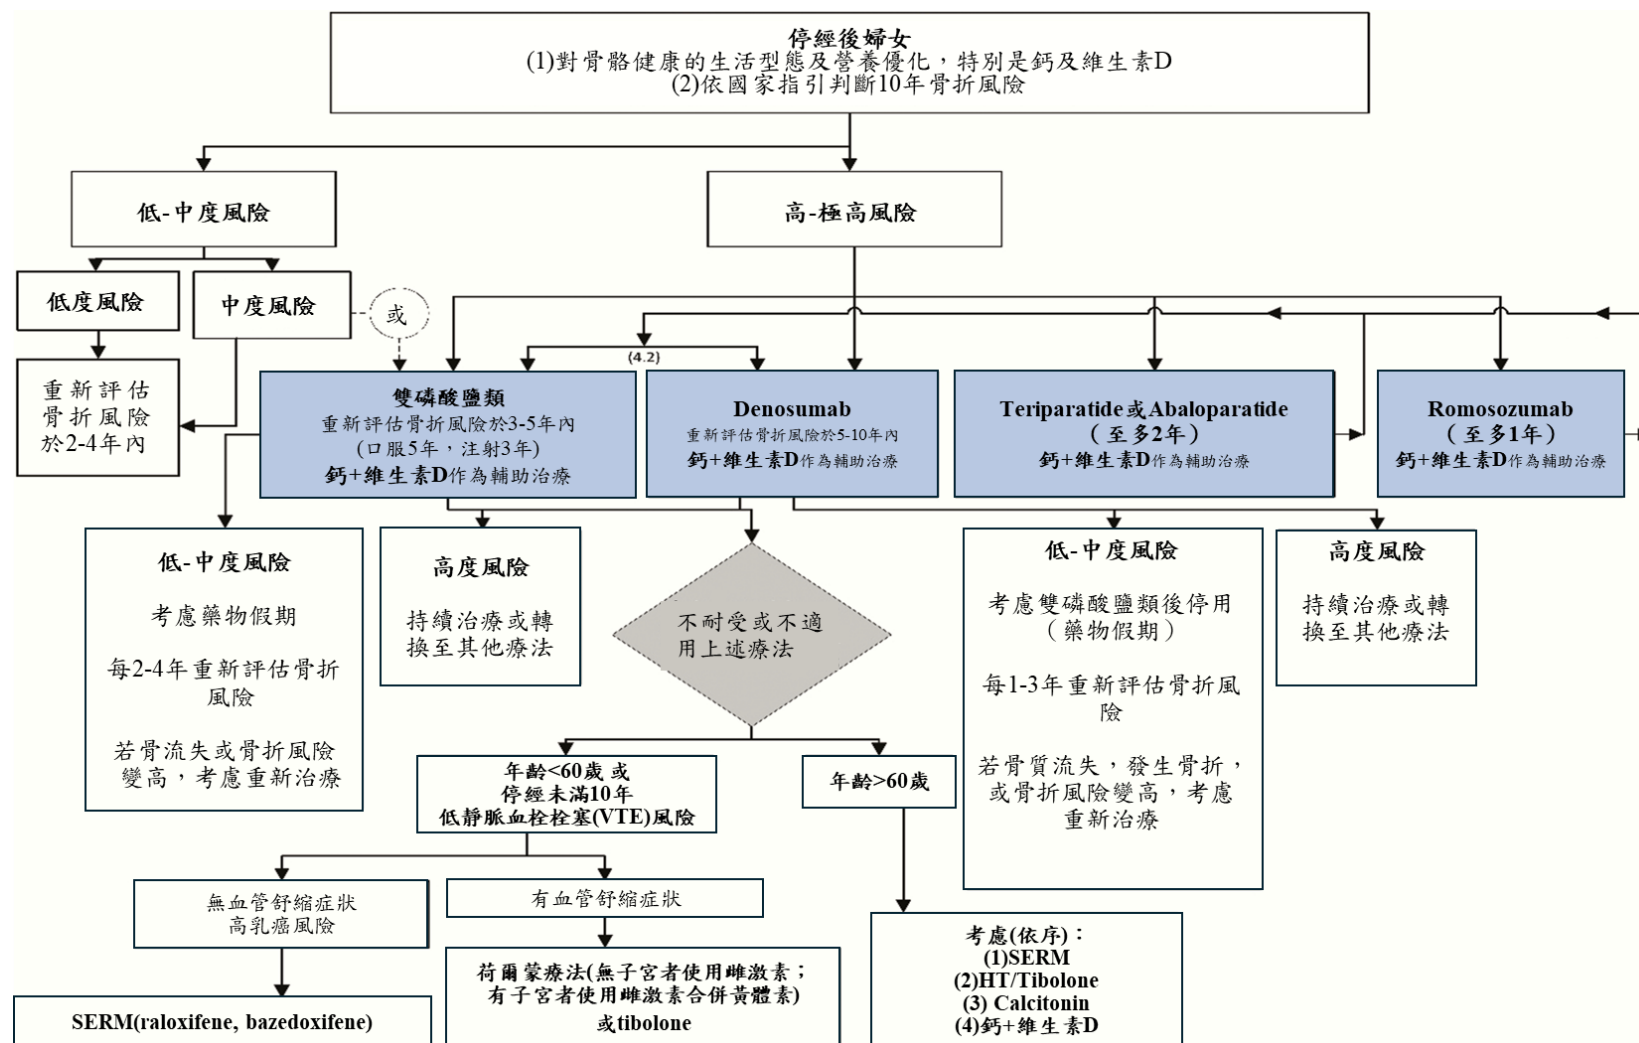 停經後婦女
(1)對骨骼健康的生活型態及營養優化，特別是鈣及維生素D
(2)依國家指引判斷10年骨折風險
低-中度風險
高-極高風險
低度風險
中度風險
或
重新評估
骨折風險
於2-4年內
(4.2)
雙磷酸鹽類
重新評估骨折風險於3-5年內
(口服5年，注射3年)
鈣+維生素D作為輔助治療
Denosumab
重新評估骨折風險於5-10年內
鈣+維生素D作為輔助治療
Teriparatide或Abaloparatide
（至多2年）
鈣+維生素D作為輔助治療
Romosozumab
（至多1年）
鈣+維生素D作為輔助治療
低-中度風險
考慮藥物假期
每2-4年重新評估骨折
風險
若骨流失或骨折風險
變高，考慮重新治療
高度風險
持續治療或轉
換至其他療法
不耐受或不適
用上述療法
低-中度風險
考慮雙磷酸鹽類後停用
（藥物假期）
每1-3年重新評估骨折風
險
若骨質流失，發生骨折，
或骨折風險變高，考慮
重新治療
高度風險
持續治療或轉
換至其他療法
年齡<60歲 或
停經未滿10年
低靜脈血栓栓塞(VTE)風險
年齡>60歲
無血管舒縮症狀
高乳癌風險
有血管舒縮症狀
SERM(raloxifene, bazedoxifene)
荷爾蒙療法(無子宮者使用雌激素；
有子宮者使用雌激素合併黃體素)
或tibolone
考慮(依序)：
(1)SERM
(2)HT/Tibolone
(3) Calcitonin
(4)鈣+維生素D